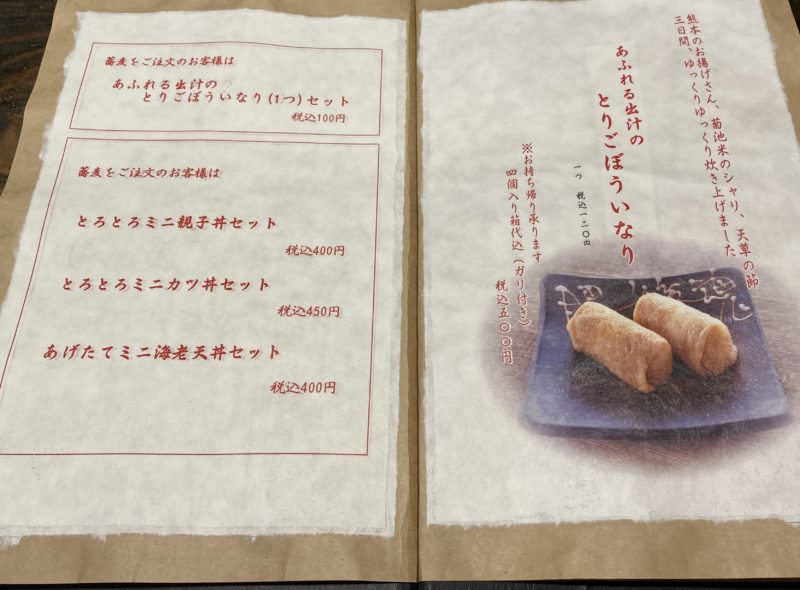 蕎麦をご注文のお客様は
あふれる出汁の
とりごぼういなり(1つ)セット
税込100円
蕎麦をご注文のお客様は
とろとろミニ親子丼セット
税込400円
とろとろミニカツ丼セット
税込450円
あげたてミニ海老天丼セット
税込400円
熊本のお揚げさん、菊池米のシャリ、天草の節
三日間、ゆっくりゆっくり炊き上げました
あふれる出汁の
とりごぼういなり
一つ 税込一二〇円
※お持ち帰り承ります
四個入り箱代込(ガリ付き)
税込五〇〇円